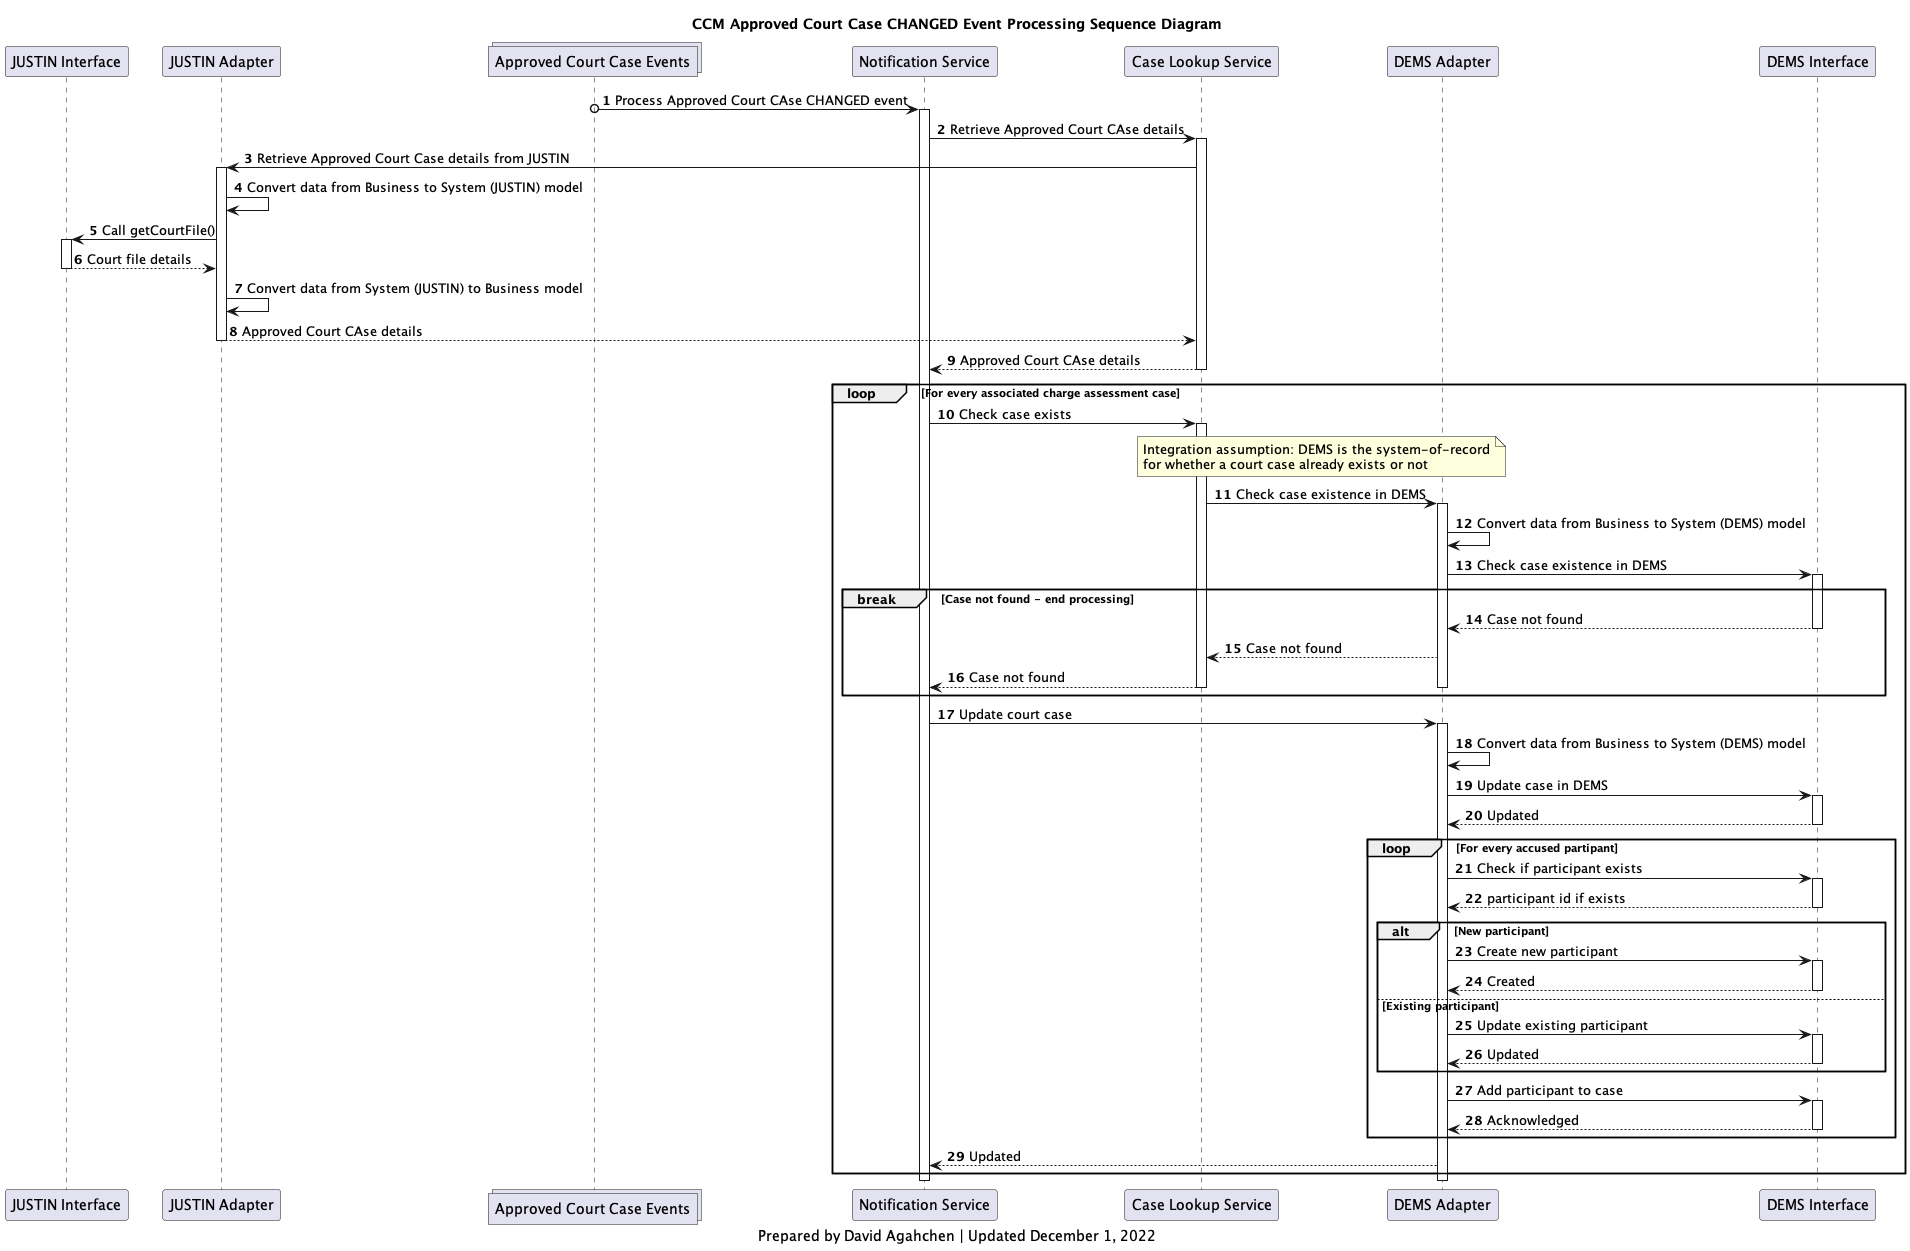 CCM Approved Court Case CHANGED Event Processing Sequence Diagram
JUSTIN Interface
JUSTIN Adapter
Approved Court Case Events
Notification Service
Case Lookup Service
DEMS Adapter
DEMS Interface
1 Process Approved Court CAse CHANGED event
2 Retrieve Approved Court CAse details
3 Retrieve Approved Court Case details from JUSTIN
4 Convert data from Business to System (JUSTIN) model
5 Call getCourtFile()
6 Court file details
7 Convert data from System (JUSTIN) to Business model
8 Approved Court CAse details
9 Approved Court CAse details
loop [For every associated charge assessment case]
10 Check case exists
Integration assumption: DEMS is the system-of-record
for whether a court case already exists or not
11 Check case existence in DEMS
12 Convert data from Business to System (DEMS) model
13 Check case existence in DEMS
break [Case not found - end processing]
14 Case not found
15 Case not found
16 Case not found
17 Update court case
18 Convert data from Business to System (DEMS) model
19 Update case in DEMS
20 Updated
loop [For every accused partipant]
21 Check if participant exists
22 participant id if exists
alt [New participant]
23 Create new participant
24 Created
[Existing participant]
25 Update existing participant
26 Updated
27 Add participant to case
28 Acknowledged
29 Updated
JUSTIN Interface
JUSTIN Adapter
Approved Court Case Events
Notification Service
Case Lookup Service
DEMS Adapter
DEMS Interface
Prepared by David Agahchen | Updated December 1, 2022